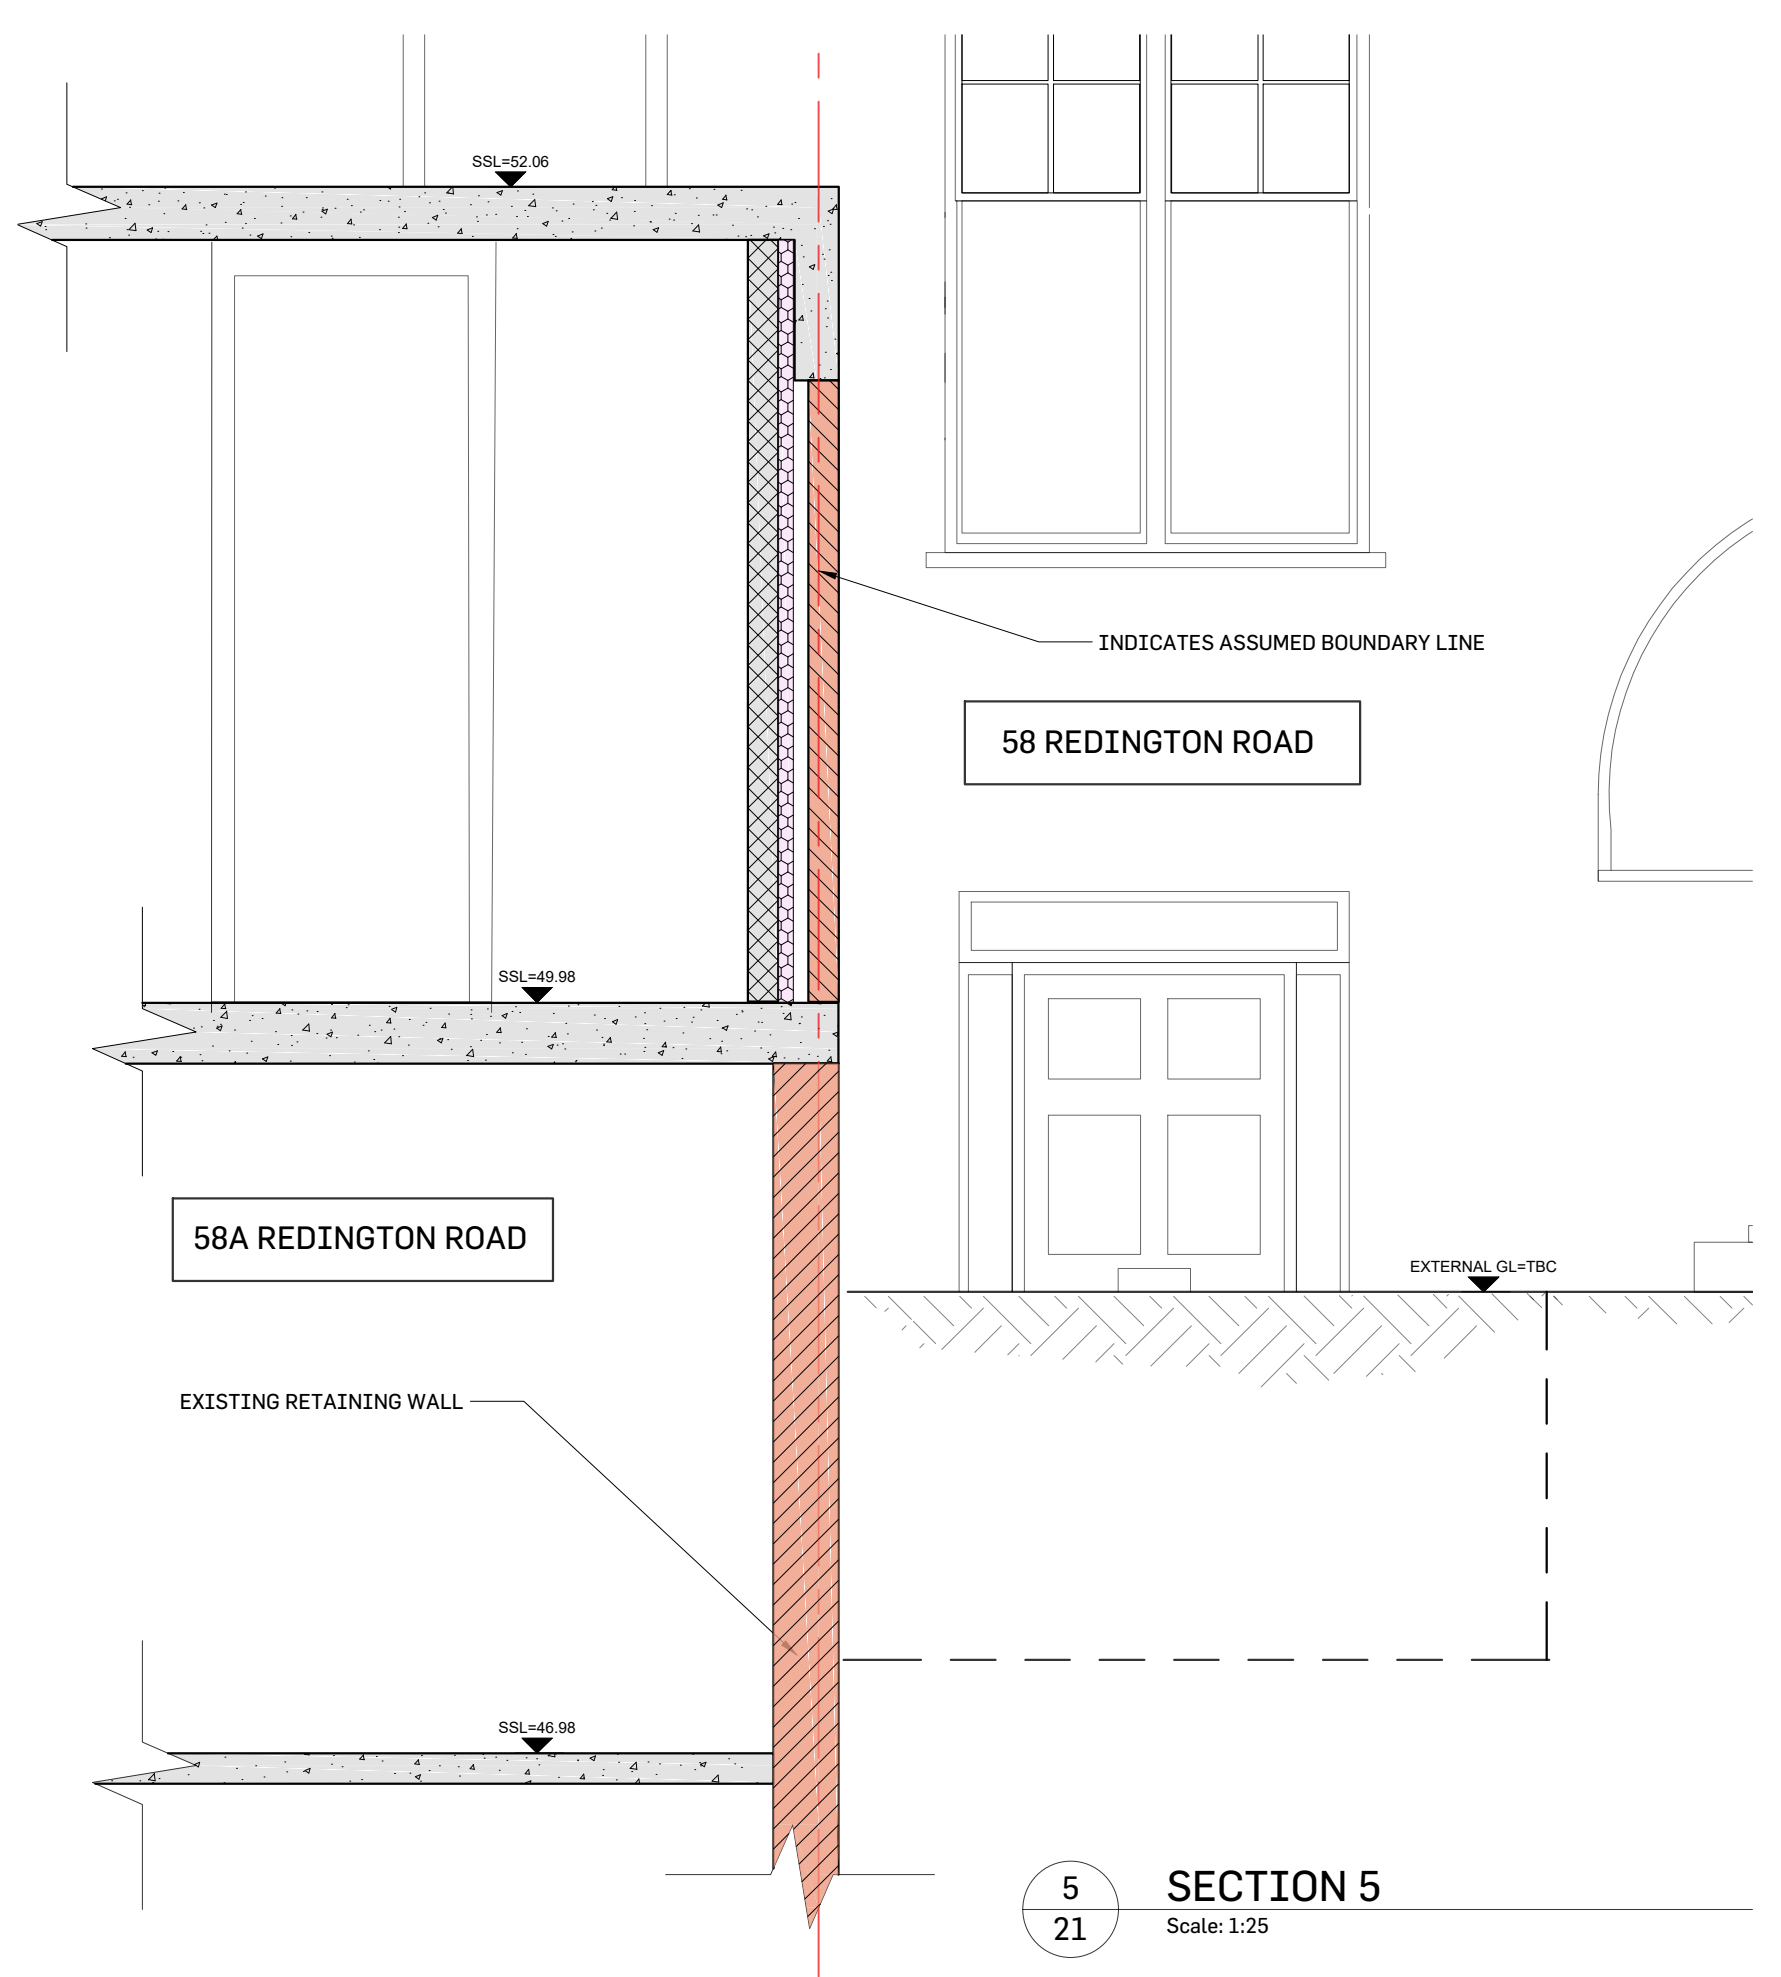 SSL=52.06
INDICATES ASSUMED BOUNDARY LINE
58 REDINGTON ROAD
SSL=49.98
58A REDINGTON ROAD
EXTERNAL GL=TBC
EXISTING RETAINING WALL
SSL=46.98
5
21
SECTION 5
Scale: 1:25